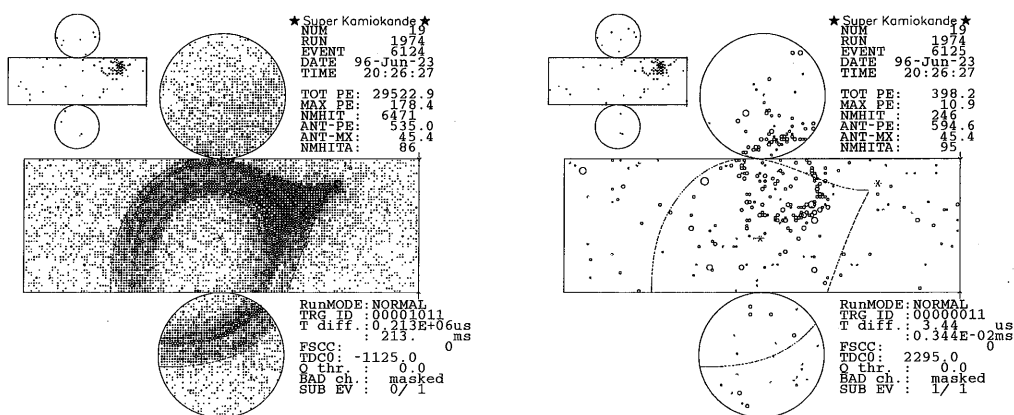 ★ Super Kamiokande ★
NUM 19
RUN 1974
EVENT 6124
DATE 96-Jun-23
TIME 20:26:27
TOT PE: 29522.9
MAX PE: 178.4
NMHIT : 6471
ANT-PE: 535.0
ANT-MX: 45.4
NMHITA: 86
RunMODE:NORMAL
TRG ID :00001011
T diff.:0.213E+06us
: 213. ms
FSCC: 0
TDC0: -1125.0
Q thr. : 0.0
BAD ch.: masked
SUB EV : 0/ 1
★ Super Kamiokande ★
NUM 19
RUN 1974
EVENT 6125
DATE 96-Jun-23
TIME 20:26:27
TOT PE: 398.2
MAX PE: 10.9
NMHIT : 246
ANT-PE: 594.6
ANT-MX: 45.4
NMHITA: 95
RunMODE:NORMAL
TRG ID :00000011
T diff.: 3.44 us
:0.344E-02ms
FSCC: 0
TDC0: 2295.0
Q thr. : 0.0
BAD ch.: masked
SUB EV : 1/ 1